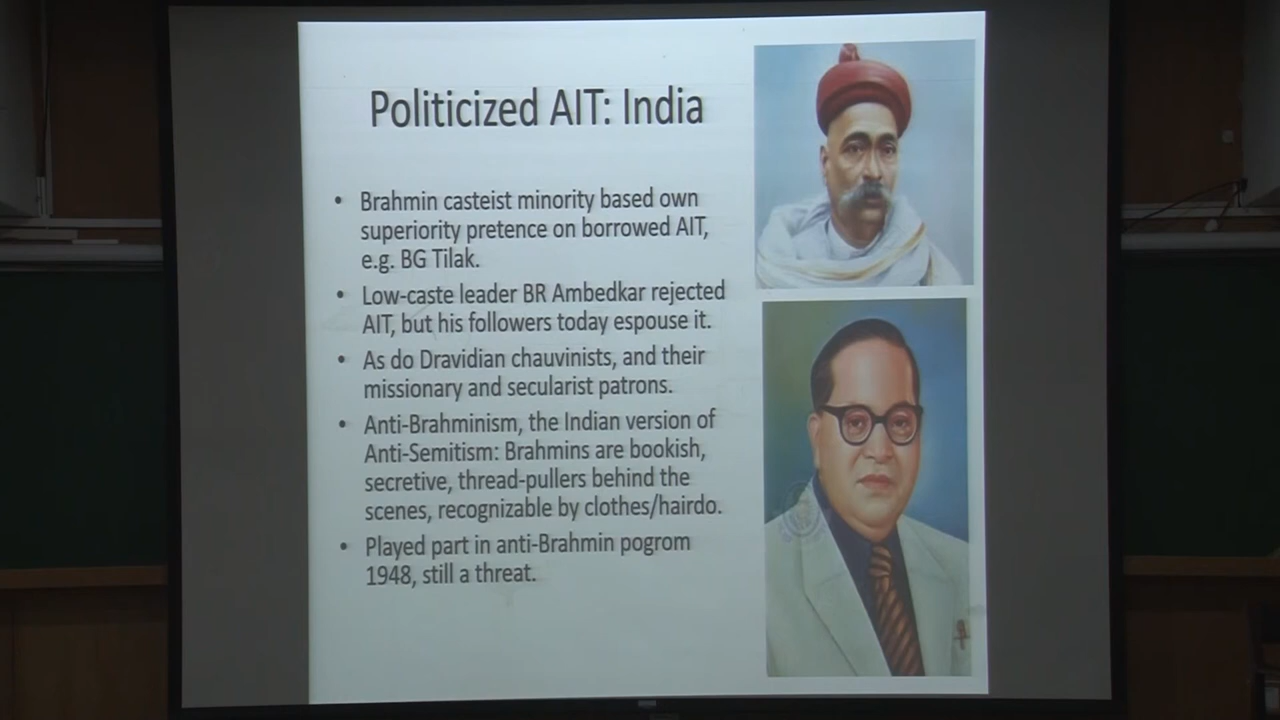 Politicized AIT: India
• Brahmin casteist minority based own
superiority pretence on borrowed AIT,
e.g. BG Tilak.
• Low-caste leader BR Ambedkar rejected
AIT, but his followers today espouse it.
• As do Dravidian chauvinists, and their
missionary and secularist patrons.
• Anti-Brahminism, the Indian version of
Anti-Semitism: Brahmins are bookish,
secretive, thread-pullers behind the
scenes, recognizable by clothes/hairdo.
• Played part in anti-Brahmin pogrom
1948, still a threat.